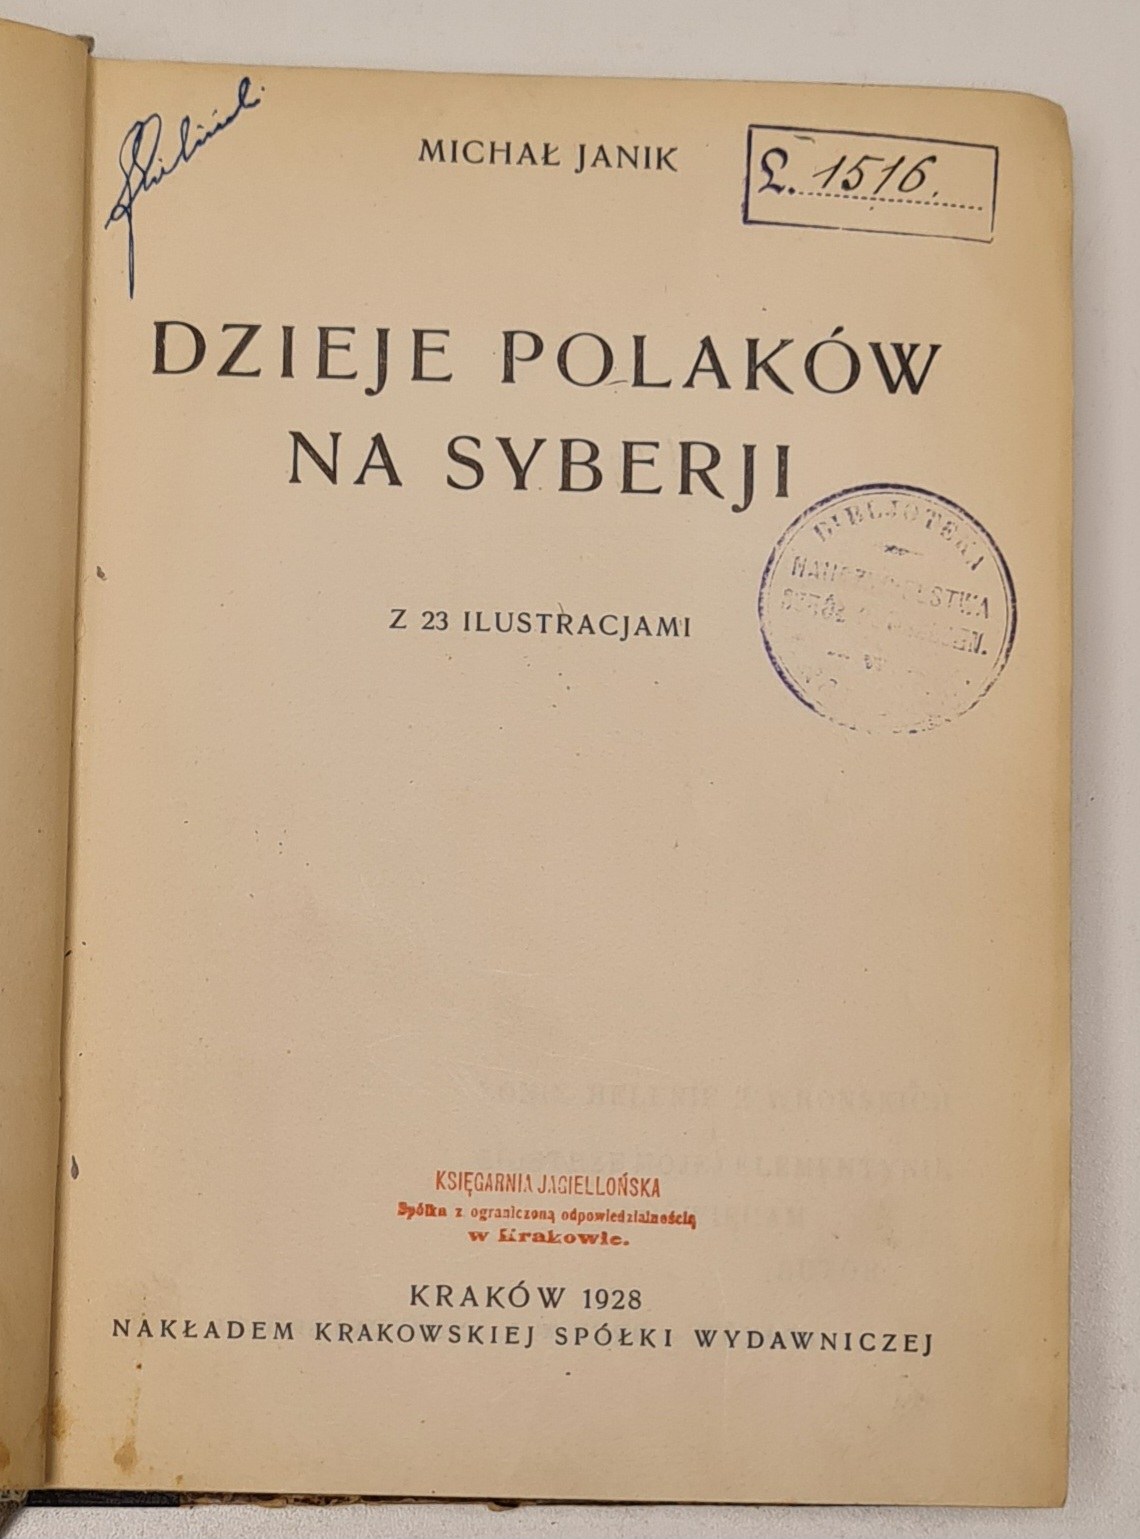 MICHAŁ JANIK
L. 1516.
DZIEJE POLAKÓW
NA SYBERJI
Z 23 ILUSTRACJAMI
BIBLJOTEKA
KSIĘGARNIA JAGIELLOŃSKA
Spółka z ograniczoną odpowiedzialnością
w Krakowie.
KRAKÓW 1928
NAKŁADEM KRAKOWSKIEJ SPÓŁKI WYDAWNICZEJ